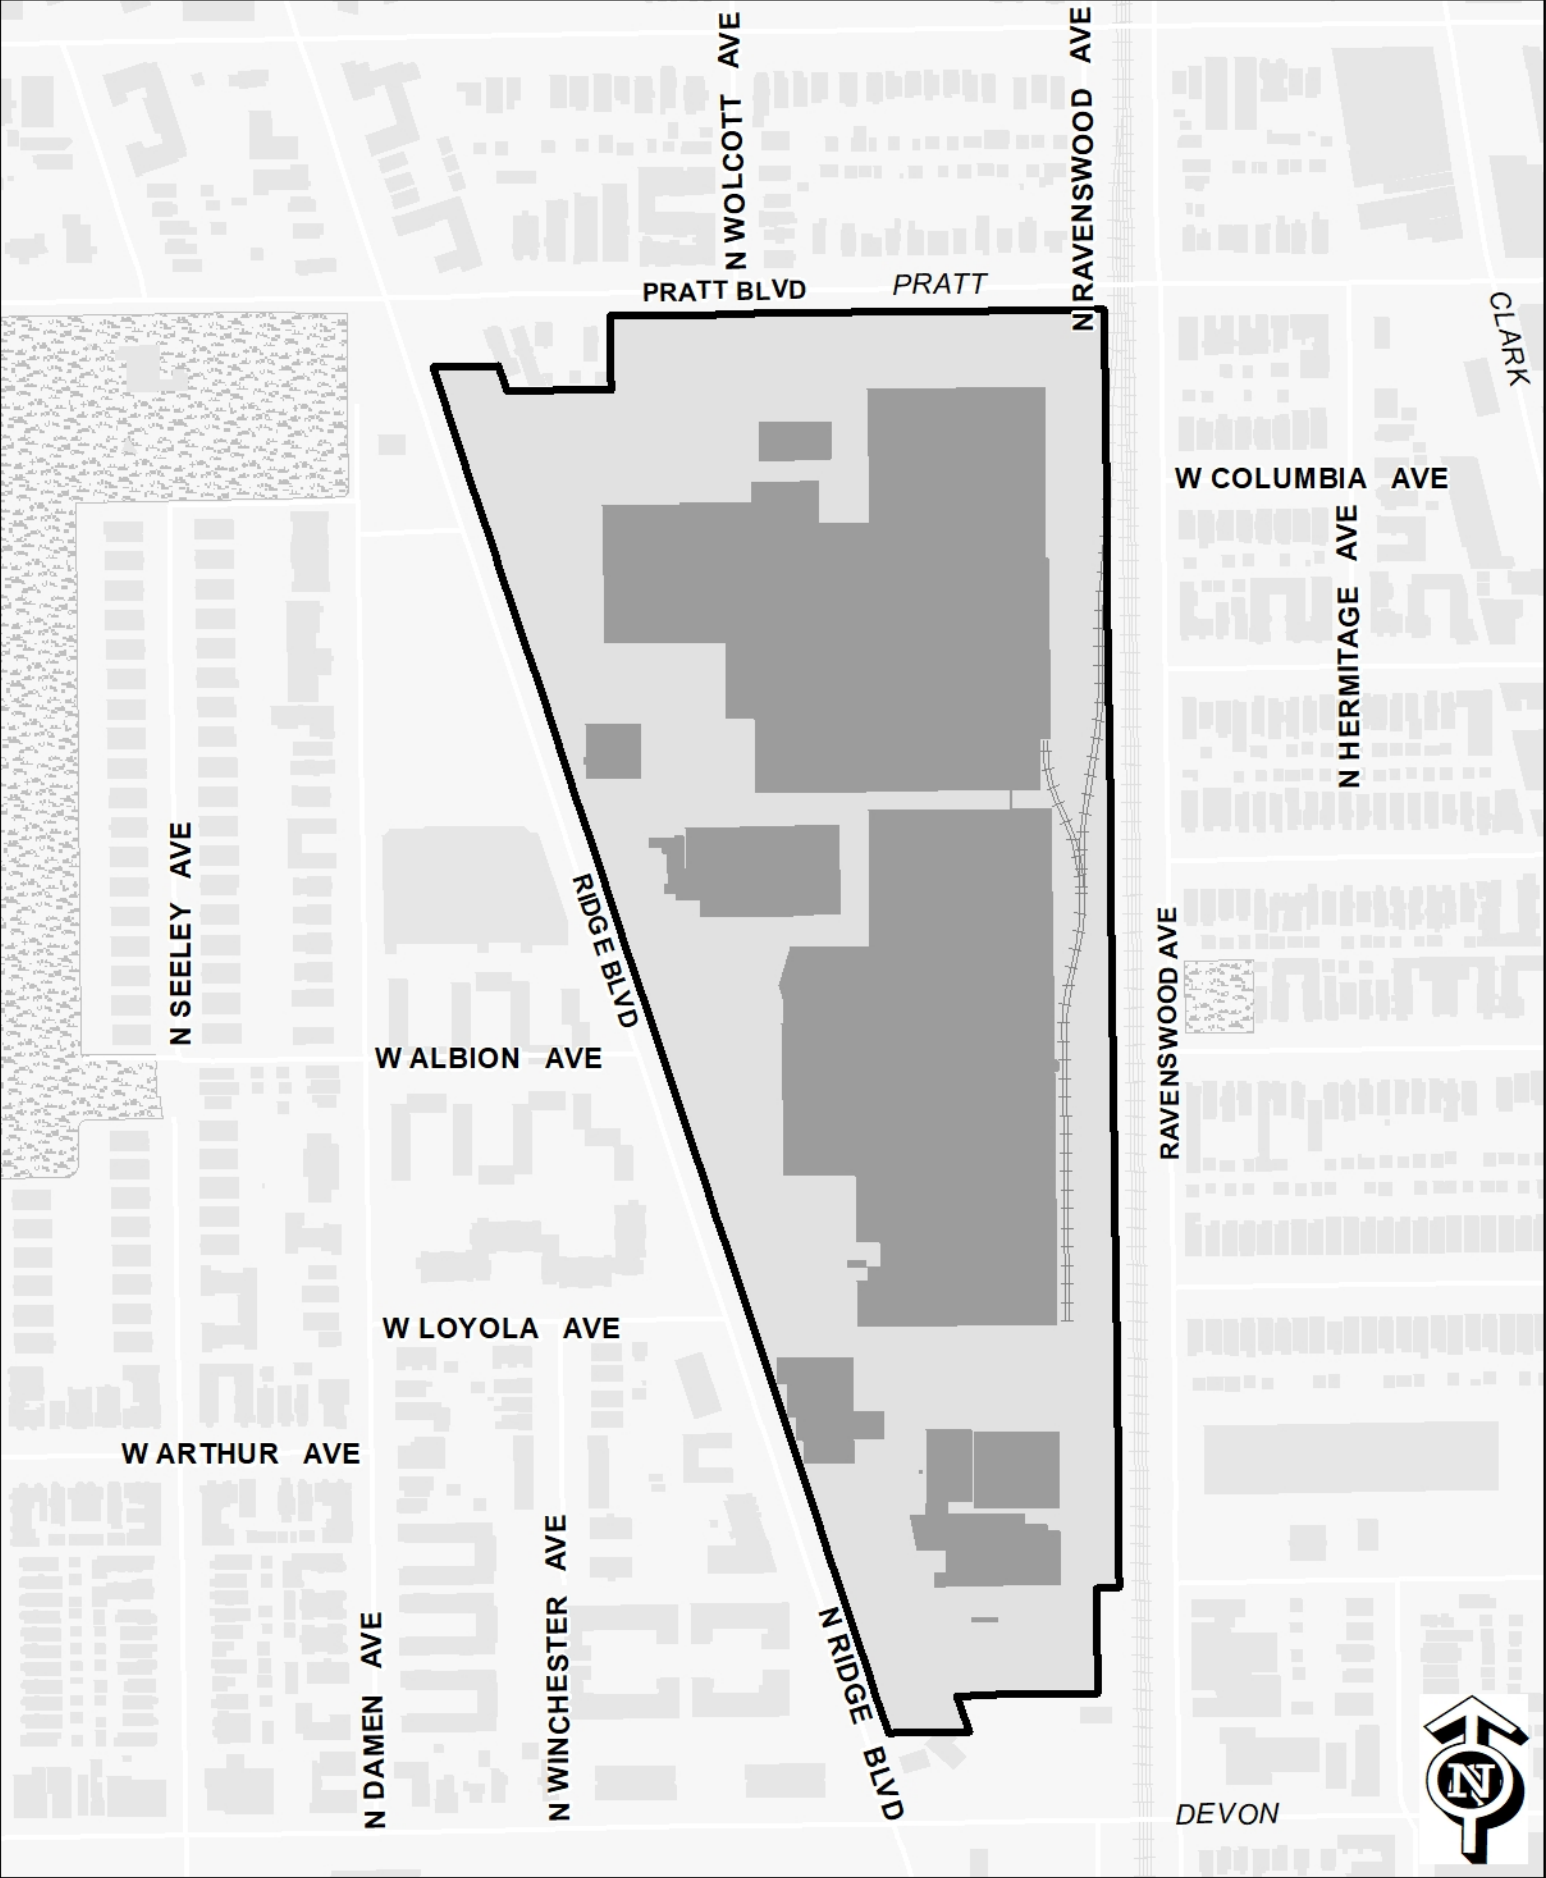 N WOLCOTT AVE
N RAVENSWOOD AVE
PRATT BLVD
PRATT
CLARK
W COLUMBIA AVE
N HERMITAGE AVE
N SEELEY AVE
RIDGE BLVD
RAVENSWOOD AVE
W ALBION AVE
W LOYOLA AVE
W ARTHUR AVE
N DAMEN AVE
N WINCHESTER AVE
N RIDGE BLVD
DEVON
N